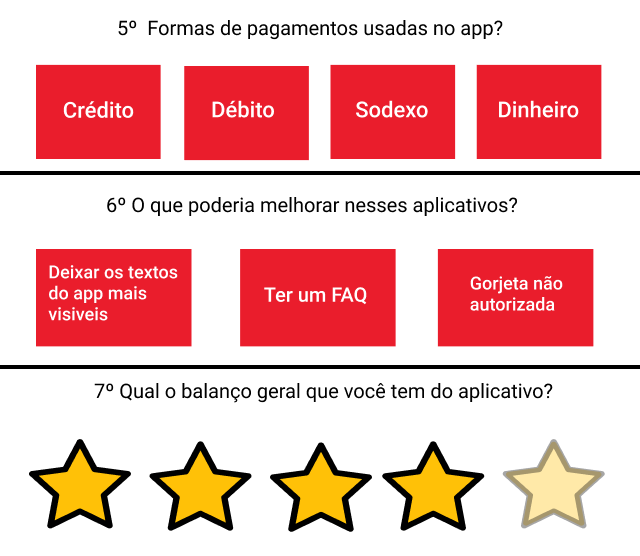 5º Formas de pagamentos usadas no app?
Crédito
Débito
Sodexo
Dinheiro
6º O que poderia melhorar nesses aplicativos?
Deixar os textos
do app mais
visiveis
Ter um FAQ
Gorjeta não
autorizada
7º Qual o balanço geral que você tem do aplicativo?